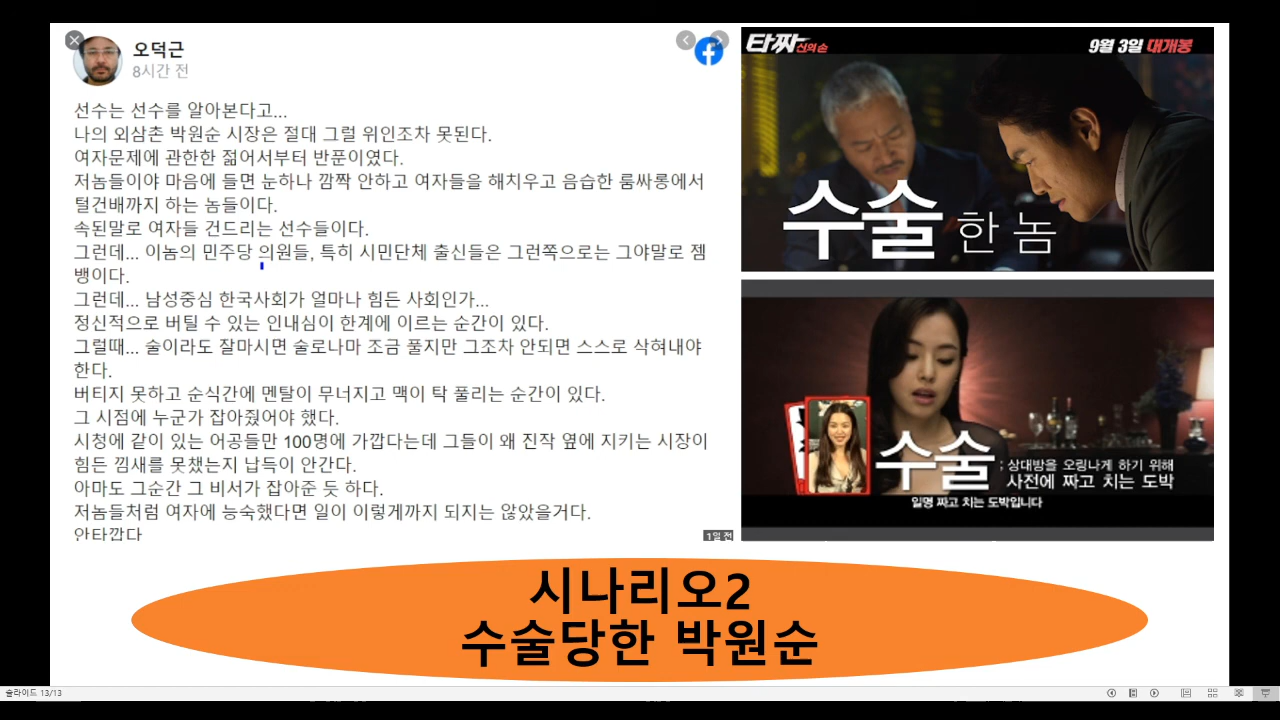 오덕근
8시간 전
선수는 선수를 알아본다고...
나의 외삼촌 박원순 시장은 절대 그럴 위인조차 못된다.
여자문제에 관한한 젊어서부터 반푼이였다.
저놈들이야 마음에 들면 눈하나 깜짝 안하고 여자들을 해치우고 음습한 룸싸롱에서
털건배까지 하는 놈들이다.
속된말로 여자들 건드리는 선수들이다.
그런데... 이놈의 민주당 의원들, 특히 시민단체 출신들은 그런쪽으로는 그야말로 젬
뱅이다.
그런데... 남성중심 한국사회가 얼마나 힘든 사회인가...
정신적으로 버틸 수 있는 인내심이 한계에 이르는 순간이 있다.
그럴때... 술이라도 잘마시면 술로나마 조금 풀지만 그조차 안되면 스스로 삭혀내야
한다.
버티지 못하고 순식간에 멘탈이 무너지고 맥이 탁 풀리는 순간이 있다.
그 시점에 누군가 잡아줬어야 했다.
시청에 같이 있는 어공들만 100명에 가깝다는데 그들이 왜 진작 옆에 지키는 시장이
힘든 낌새를 못챘는지 납득이 안간다.
아마도 그순간 그 비서가 잡아준 듯 하다.
저놈들처럼 여자에 능숙했다면 일이 이렇게까지 되지는 않았을거다.
안타깝다
1일 전
타짜 신의 손
9월 3일 대개봉
수술 한 놈
수술 ; 상대방을 오링나게 하기 위해
사전에 짜고 치는 도박
일명 짜고 치는 도박입니다
시나리오2
수술당한 박원순
슬라이드 13/13